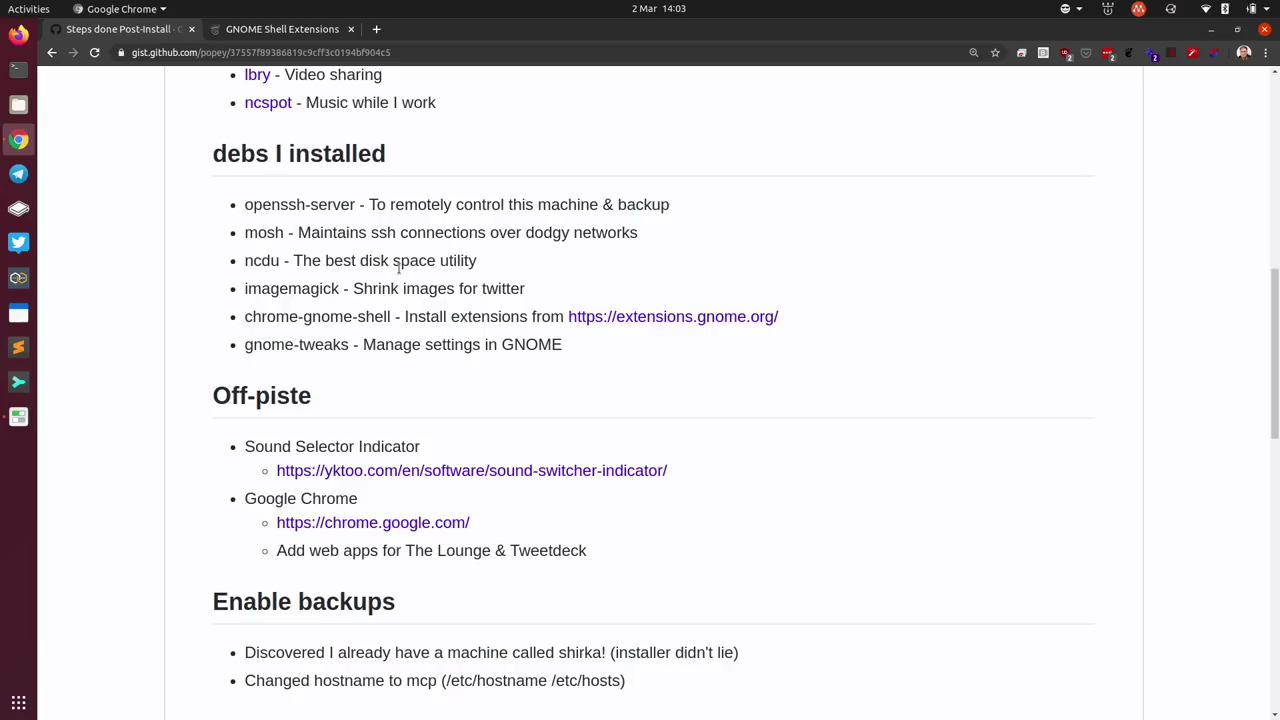 Activities
Google Chrome
2 Mar 14:03
Steps done Post-Install -
GNOME Shell Extensions
gist.github.com/popey/37557f89386819c9cff3c0194bf904c5
lbry - Video sharing
ncspot - Music while I work
debs I installed
openssh-server - To remotely control this machine & backup
mosh - Maintains ssh connections over dodgy networks
ncdu - The best disk space utility
imagemagick - Shrink images for twitter
chrome-gnome-shell - Install extensions from https://extensions.gnome.org/
gnome-tweaks - Manage settings in GNOME
Off-piste
Sound Selector Indicator
https://yktoo.com/en/software/sound-switcher-indicator/
Google Chrome
https://chrome.google.com/
Add web apps for The Lounge & Tweetdeck
Enable backups
Discovered I already have a machine called shirka! (installer didn't lie)
Changed hostname to mcp (/etc/hostname /etc/hosts)